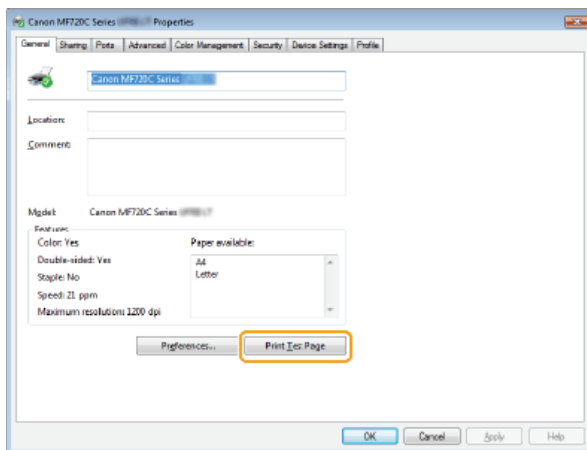 Canon MF720C Series Properties
General Sharing Ports Advanced Color Management Security Device Settings Profile
Canon MF720C Series
Location:
Comment:
Model: Canon MF720C Series
Features
Color: Yes Paper available:
Double-sided: Yes A4
Staple: No Letter
Speed: 21 ppm
Maximum resolution: 1200 dpi
Preferences... Print Test Page
OK Cancel Apply Help